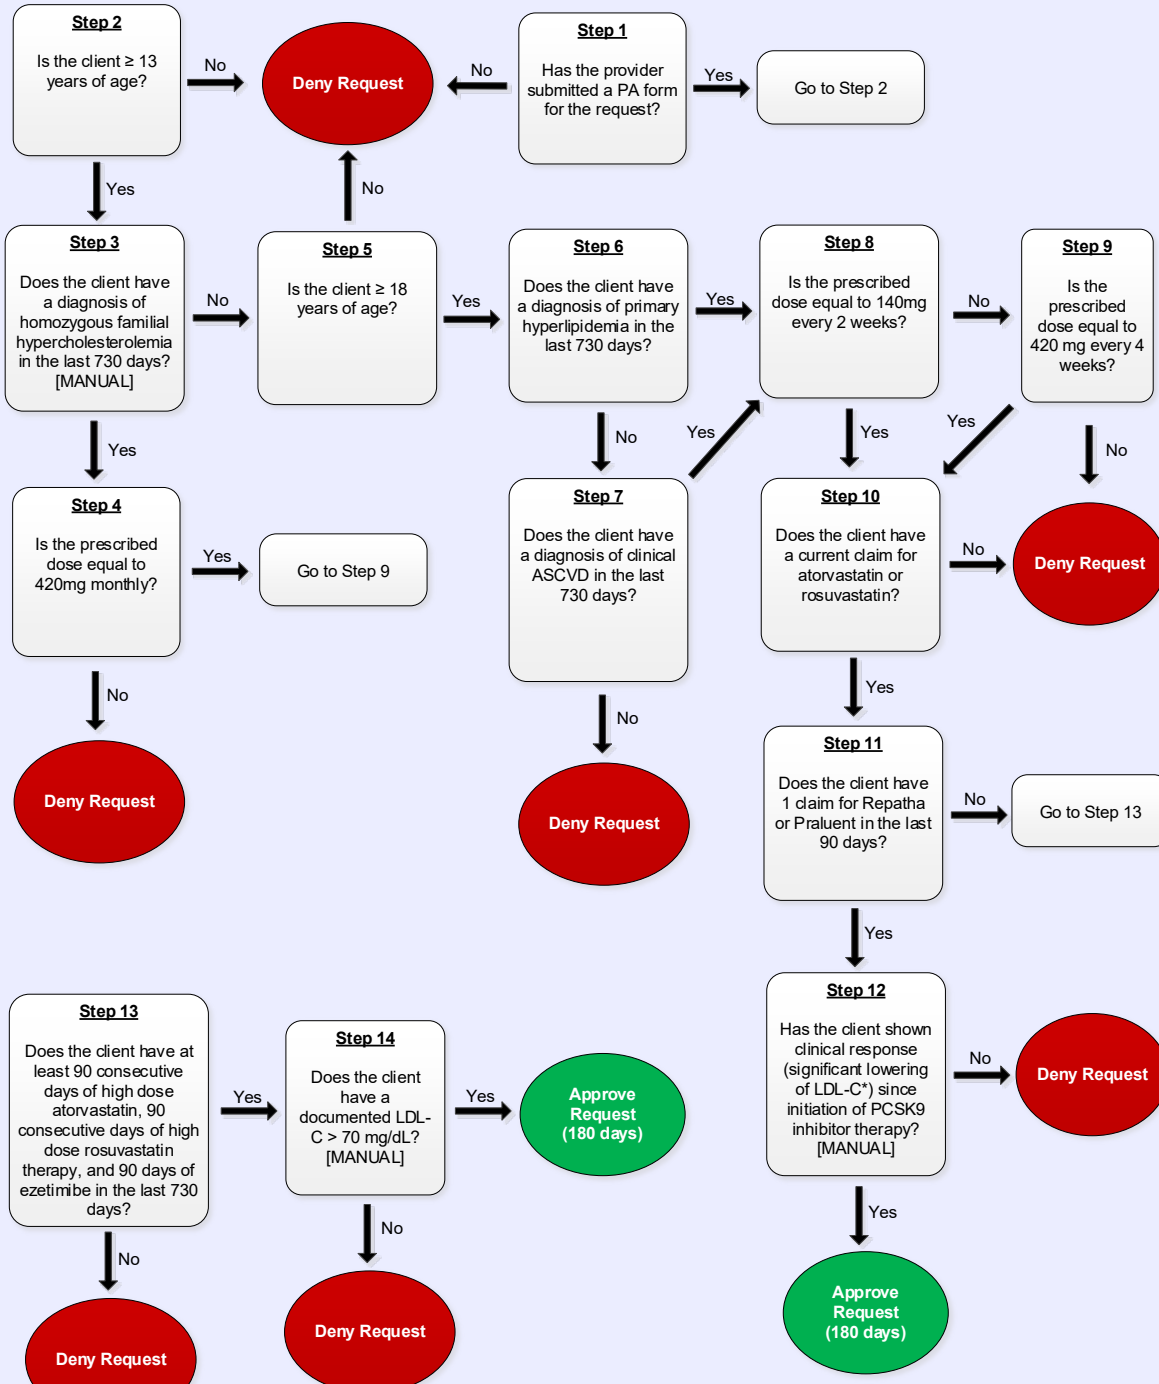 Step 2
Is the client ≥ 13
years of age?
No
Deny Request
No
Step 1
Has the provider
submitted a PA form
for the request?
Yes
Go to Step 2
Yes
No
Step 3
Does the client have
a diagnosis of
homozygous familial
hypercholesterolemia
in the last 730 days?
[MANUAL]
No
Step 5
Is the client ≥ 18
years of age?
Yes
Step 6
Does the client have
a diagnosis of primary
hyperlipidemia in the
last 730 days?
Yes
Step 8
Is the prescribed
dose equal to 140mg
every 2 weeks?
No
Step 9
Is the
prescribed
dose equal to
420 mg every 4
weeks?
Yes
No
Yes
Yes
Yes
No
Step 4
Is the prescribed
dose equal to
420mg monthly?
Yes
Go to Step 9
Step 7
Does the client have
a diagnosis of clinical
ASCVD in the last
730 days?
Step 10
Does the client have
a current claim for
atorvastatin or
rosuvastatin?
No
Deny Request
No
Deny Request
No
Deny Request
Yes
Step 11
Does the client have
1 claim for Repatha
or Praluent in the last
90 days?
No
Go to Step 13
Yes
Step 12
Has the client shown
clinical response
(significant lowering
of LDL-C*) since
initiation of PCSK9
inhibitor therapy?
[MANUAL]
No
Deny Request
Yes
Approve
Request
(180 days)
Step 13
Does the client have at
least 90 consecutive
days of high dose
atorvastatin, 90
consecutive days of high
dose rosuvastatin
therapy, and 90 days of
ezetimibe in the last 730
days?
Yes
Step 14
Does the client
have a
documented LDL-
C > 70 mg/dL?
[MANUAL]
Yes
Approve
Request
(180 days)
No
Deny Request
No
Deny Request